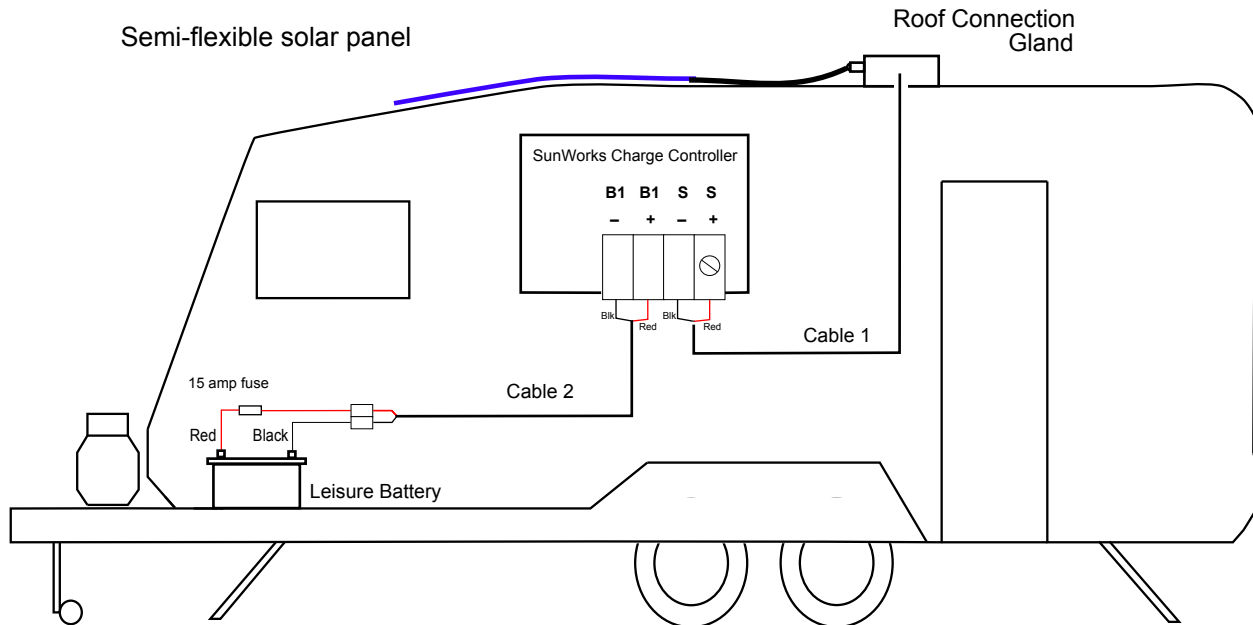 Semi-flexible solar panel
Roof Connection
Gland
SunWorks Charge Controller
B1 B1 S S
– + – +
Blk Red Blk Red
Cable 1
Cable 2
15 amp fuse
Red Black
Leisure Battery